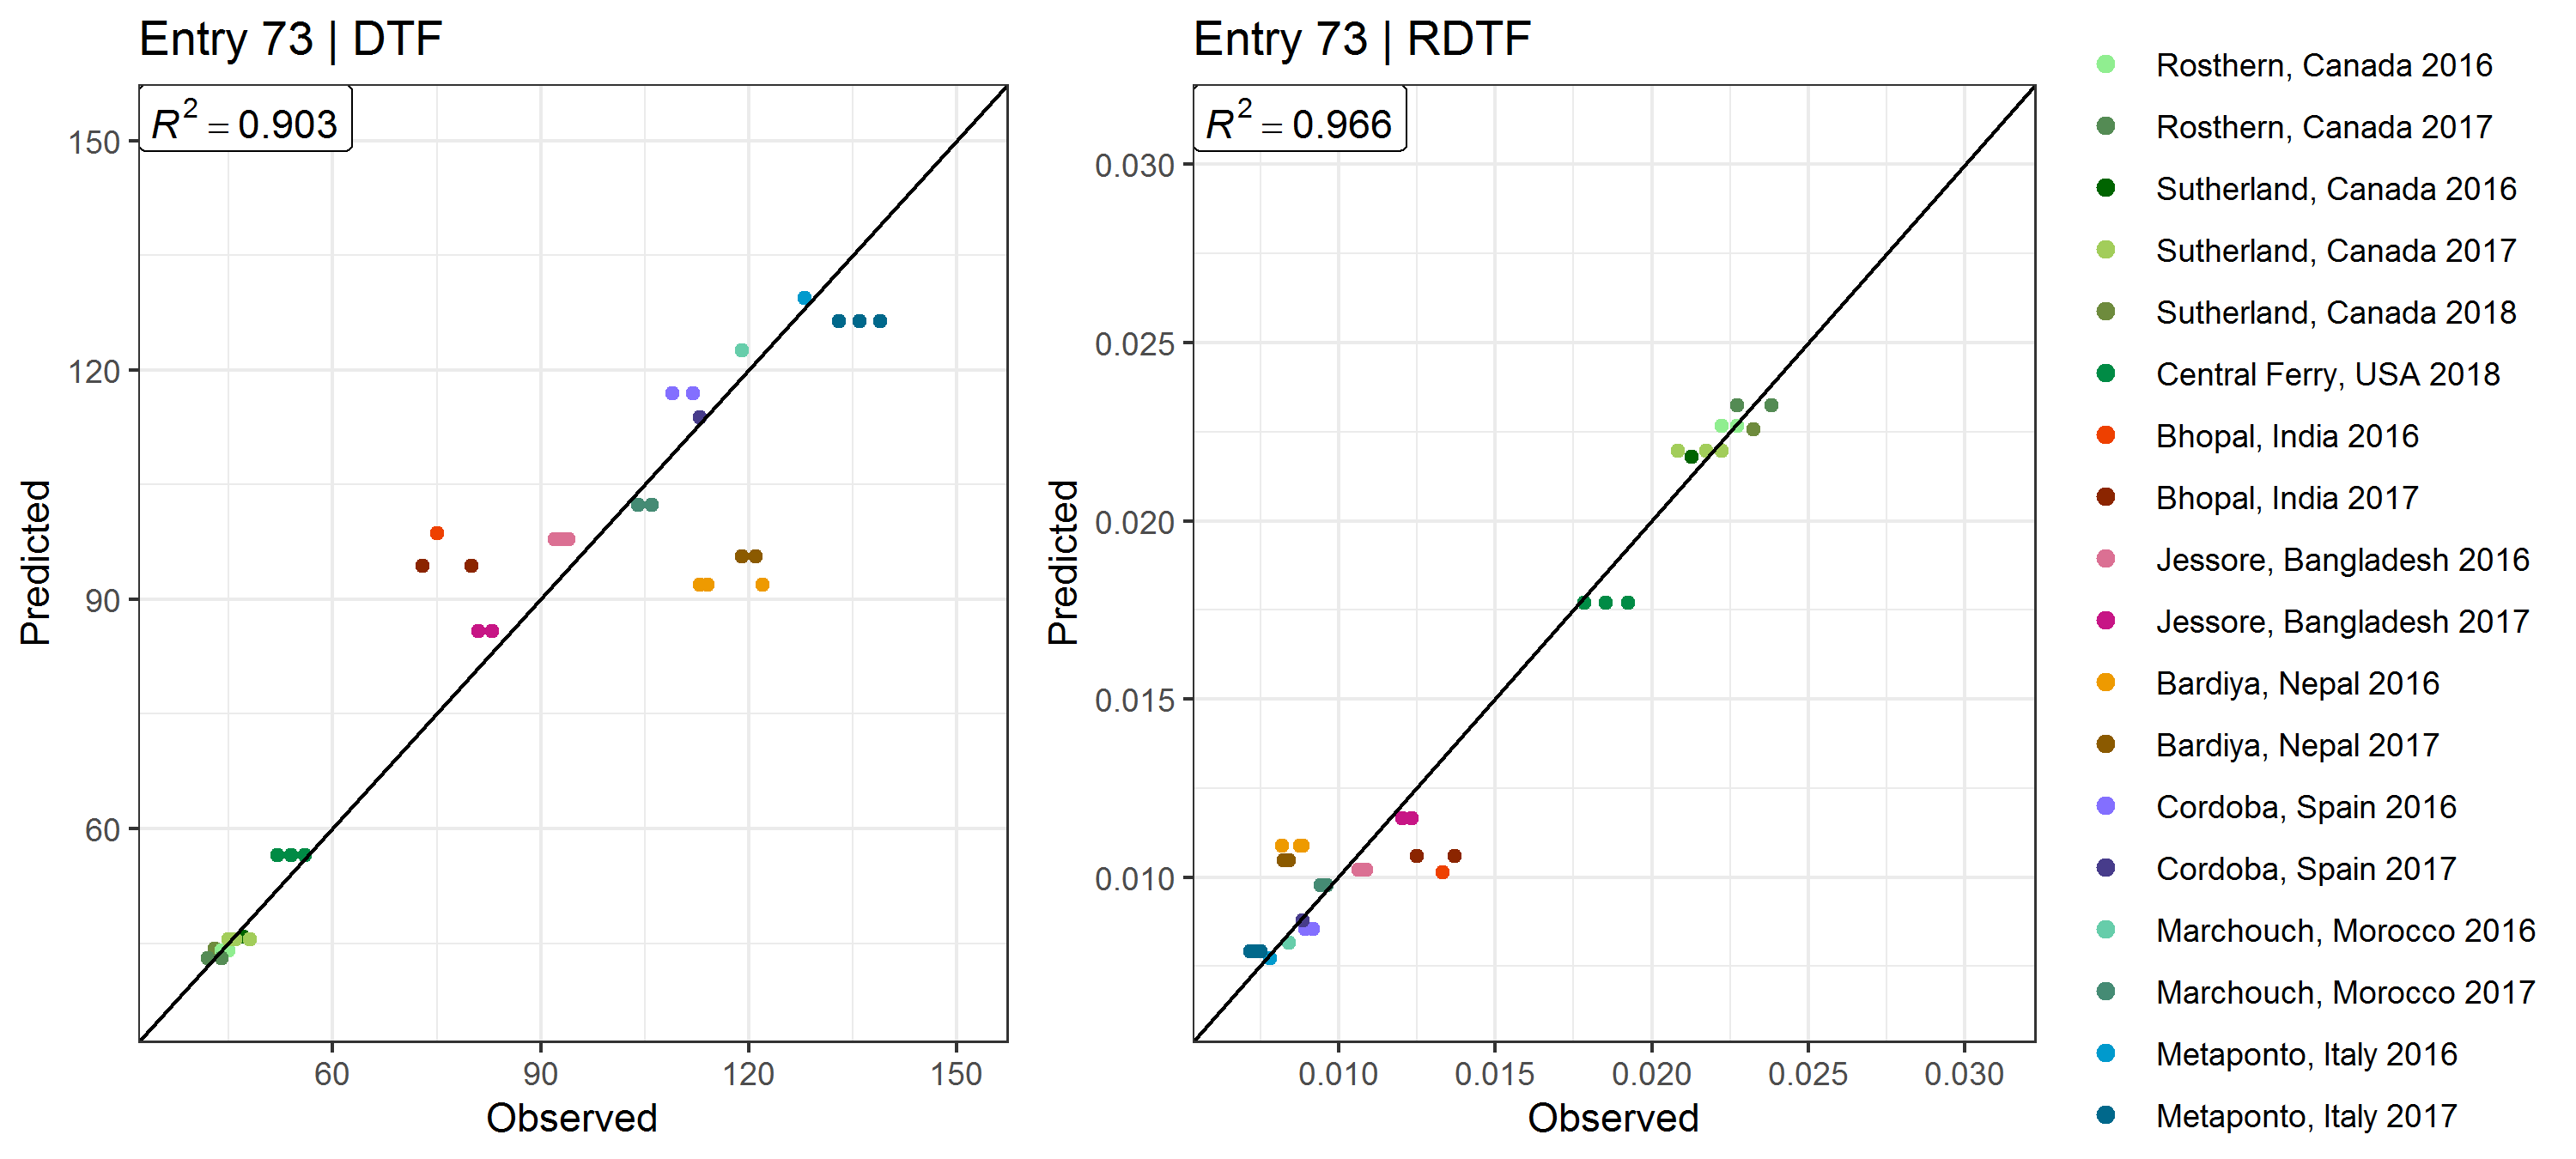 Entry 73 | DTF
R² = 0.903
150
120
90
60
Predicted
60 90 120 150
Observed
Entry 73 | RDTF
R² = 0.966
0.030
0.025
0.020
0.015
0.010
Predicted
0.010 0.015 0.020 0.025 0.030
Observed
Rosthern, Canada 2016
Rosthern, Canada 2017
Sutherland, Canada 2016
Sutherland, Canada 2017
Sutherland, Canada 2018
Central Ferry, USA 2018
Bhopal, India 2016
Bhopal, India 2017
Jessore, Bangladesh 2016
Jessore, Bangladesh 2017
Bardiya, Nepal 2016
Bardiya, Nepal 2017
Cordoba, Spain 2016
Cordoba, Spain 2017
Marchouch, Morocco 2016
Marchouch, Morocco 2017
Metaponto, Italy 2016
Metaponto, Italy 2017